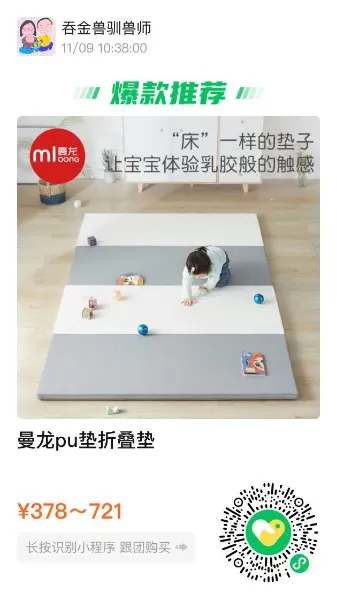 吞金兽驯兽师
11/09 10:38:00
爆款推荐
mloong 曼龙
“床”一样的垫子
让宝宝体验乳胶般的触感
曼龙pu垫折叠垫
¥378～721
长按识别小程序 跟团购买